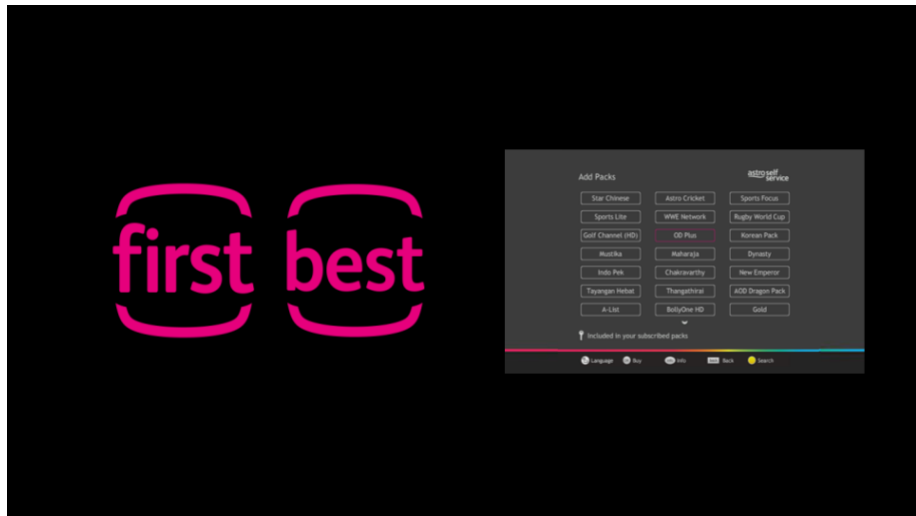 first best
Add Packs
astro self service
Star Chinese Astro Cricket Sports Focus
Sports Lite WWE Network Rugby World Cup
Golf Channel (HD) OD Plus Korean Pack
Mustika Maharaja Dynasty
Indo Pek Chakravarthy New Emperor
Tayangan Hebat Thangathirai AOD Dragon Pack
A-List BollyOne HD Gold
Included in your subscribed packs
Language Buy Info Back Search